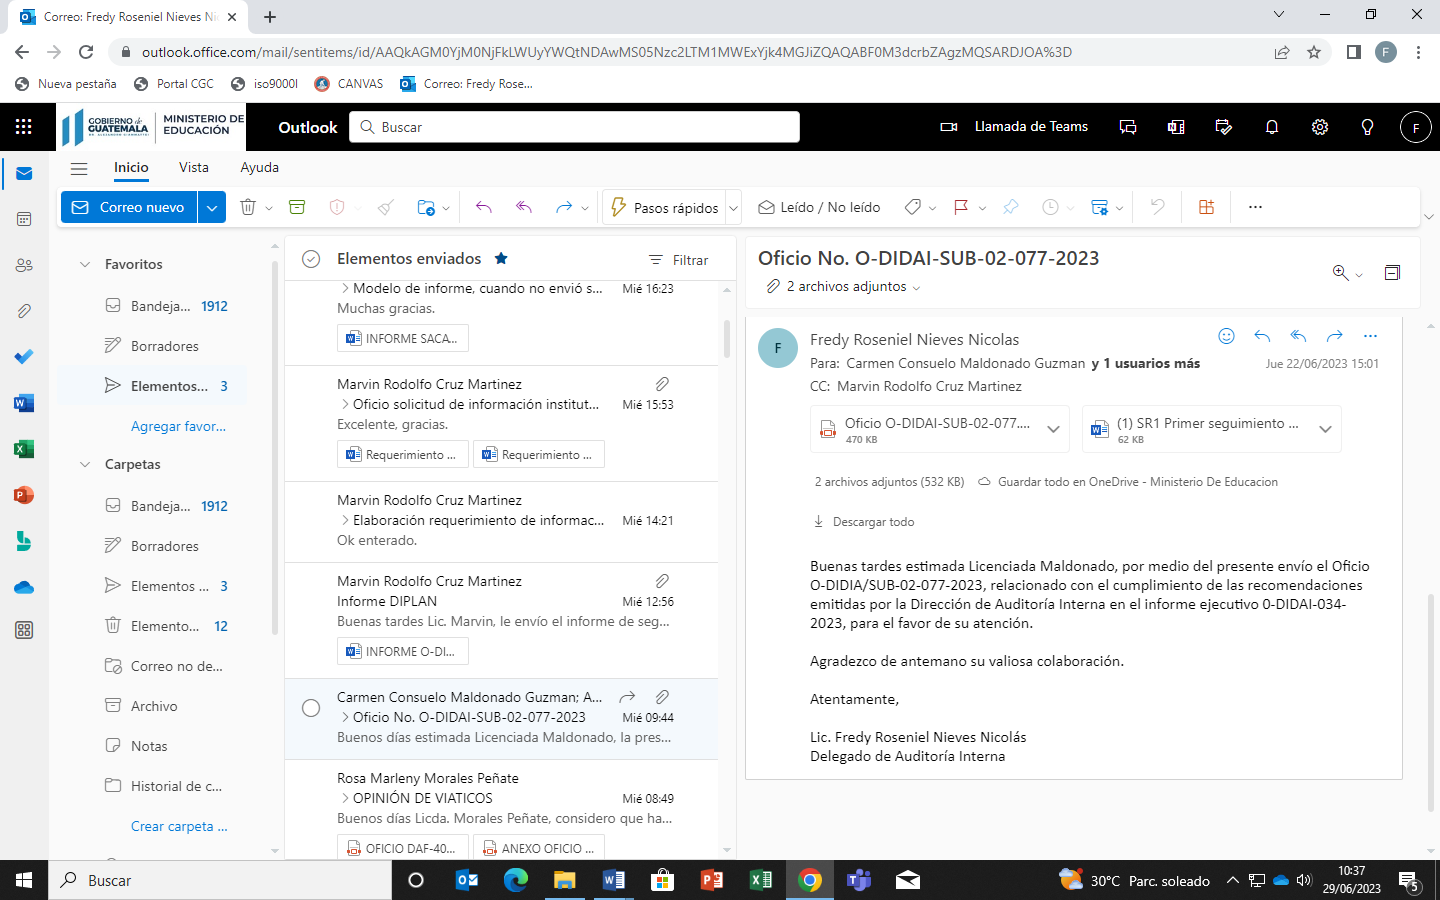 Correo: Fredy Roseniel Nieves Ni
outlook.office.com/mail/sentitems/id/AAQkAGM0YjM0NjFkLWUyYWQtNDAwMS05Nzc2LTM1MWExYjk4MGJiZQAQABF0M3dcrbZAgzMQSARDJOA%3D
F
Nueva pestaña
Portal CGC
iso9000l
CANVAS
Correo: Fredy Rose...
GOBIERNO de
GUATEMALA
MINISTERIO DE
EDUCACIÓN
Outlook
Buscar
Llamada de Teams
F
Inicio
Vista
Ayuda
Correo nuevo
Pasos rápidos
Leído / No leído
Favoritos
Bandeja... 1912
Borradores
Elementos... 3
Agregar favor...
Carpetas
Bandeja... 1912
Borradores
Elementos ... 3
Elemento... 12
Correo no de...
Archivo
Notas
Historial de c...
Crear carpeta ...
Elementos enviados
Filtrar
Modelo de informe, cuando no envió s... Mié 16:23
Muchas gracias.
INFORME SACA...
Marvin Rodolfo Cruz Martinez
Oficio solicitud de información institut... Mié 15:53
Excelente, gracias.
Requerimiento ... Requerimiento ...
Marvin Rodolfo Cruz Martinez
Elaboración requerimiento de informac... Mié 14:21
Ok enterado.
Marvin Rodolfo Cruz Martinez
Informe DIPLAN Mié 12:56
Buenas tardes Lic. Marvin, le envío el informe de seg...
INFORME O-DI...
Carmen Consuelo Maldonado Guzman; A...
Oficio No. O-DIDAI-SUB-02-077-2023 Mié 09:44
Buenos días estimada Licenciada Maldonado, la pres...
Rosa Marleny Morales Peñate
OPINIÓN DE VIATICOS Mié 08:49
Buenos días Licda. Morales Peñate, considero que ha...
OFICIO DAF-40... ANEXO OFICIO ...
Oficio No. O-DIDAI-SUB-02-077-2023
2 archivos adjuntos
F
Fredy Roseniel Nieves Nicolas
Para: Carmen Consuelo Maldonado Guzman y 1 usuarios más
Jue 22/06/2023 15:01
CC: Marvin Rodolfo Cruz Martinez
Oficio O-DIDAI-SUB-02-077....
470 KB
(1) SR1 Primer seguimiento ...
62 KB
2 archivos adjuntos (532 KB) Guardar todo en OneDrive - Ministerio De Educacion
Descargar todo
Buenas tardes estimada Licenciada Maldonado, por medio del presente envío el Oficio
O-DIDIA/SUB-02-077-2023, relacionado con el cumplimiento de las recomendaciones
emitidas por la Dirección de Auditoría Interna en el informe ejecutivo 0-DIDAI-034-
2023, para el favor de su atención.
Agradezco de antemano su valiosa colaboración.
Atentamente,
Lic. Fredy Roseniel Nieves Nicolás
Delegado de Auditoría Interna
Buscar
30°C Parc. soleado
10:37
29/06/2023
5